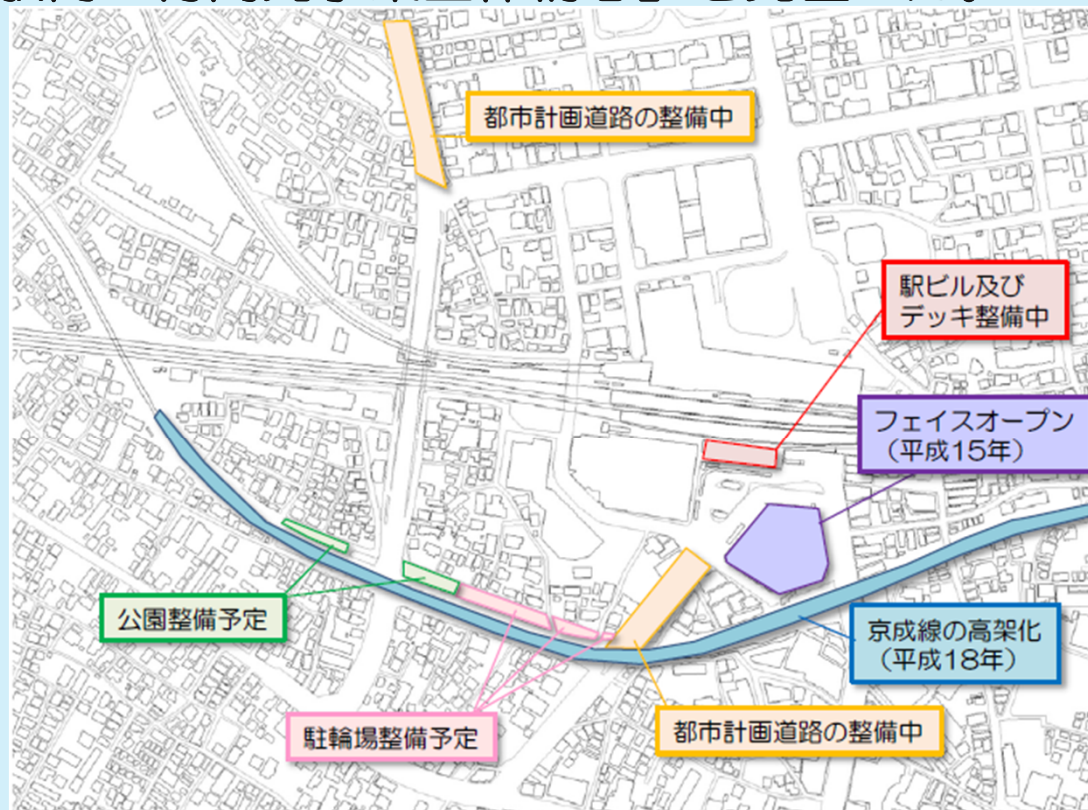 都市計画道路の整備中
駅ビル及び
デッキ整備中
フェイスオープン
（平成15年）
公園整備予定
京成線の高架化
（平成18年）
駐輪場整備予定
都市計画道路の整備中